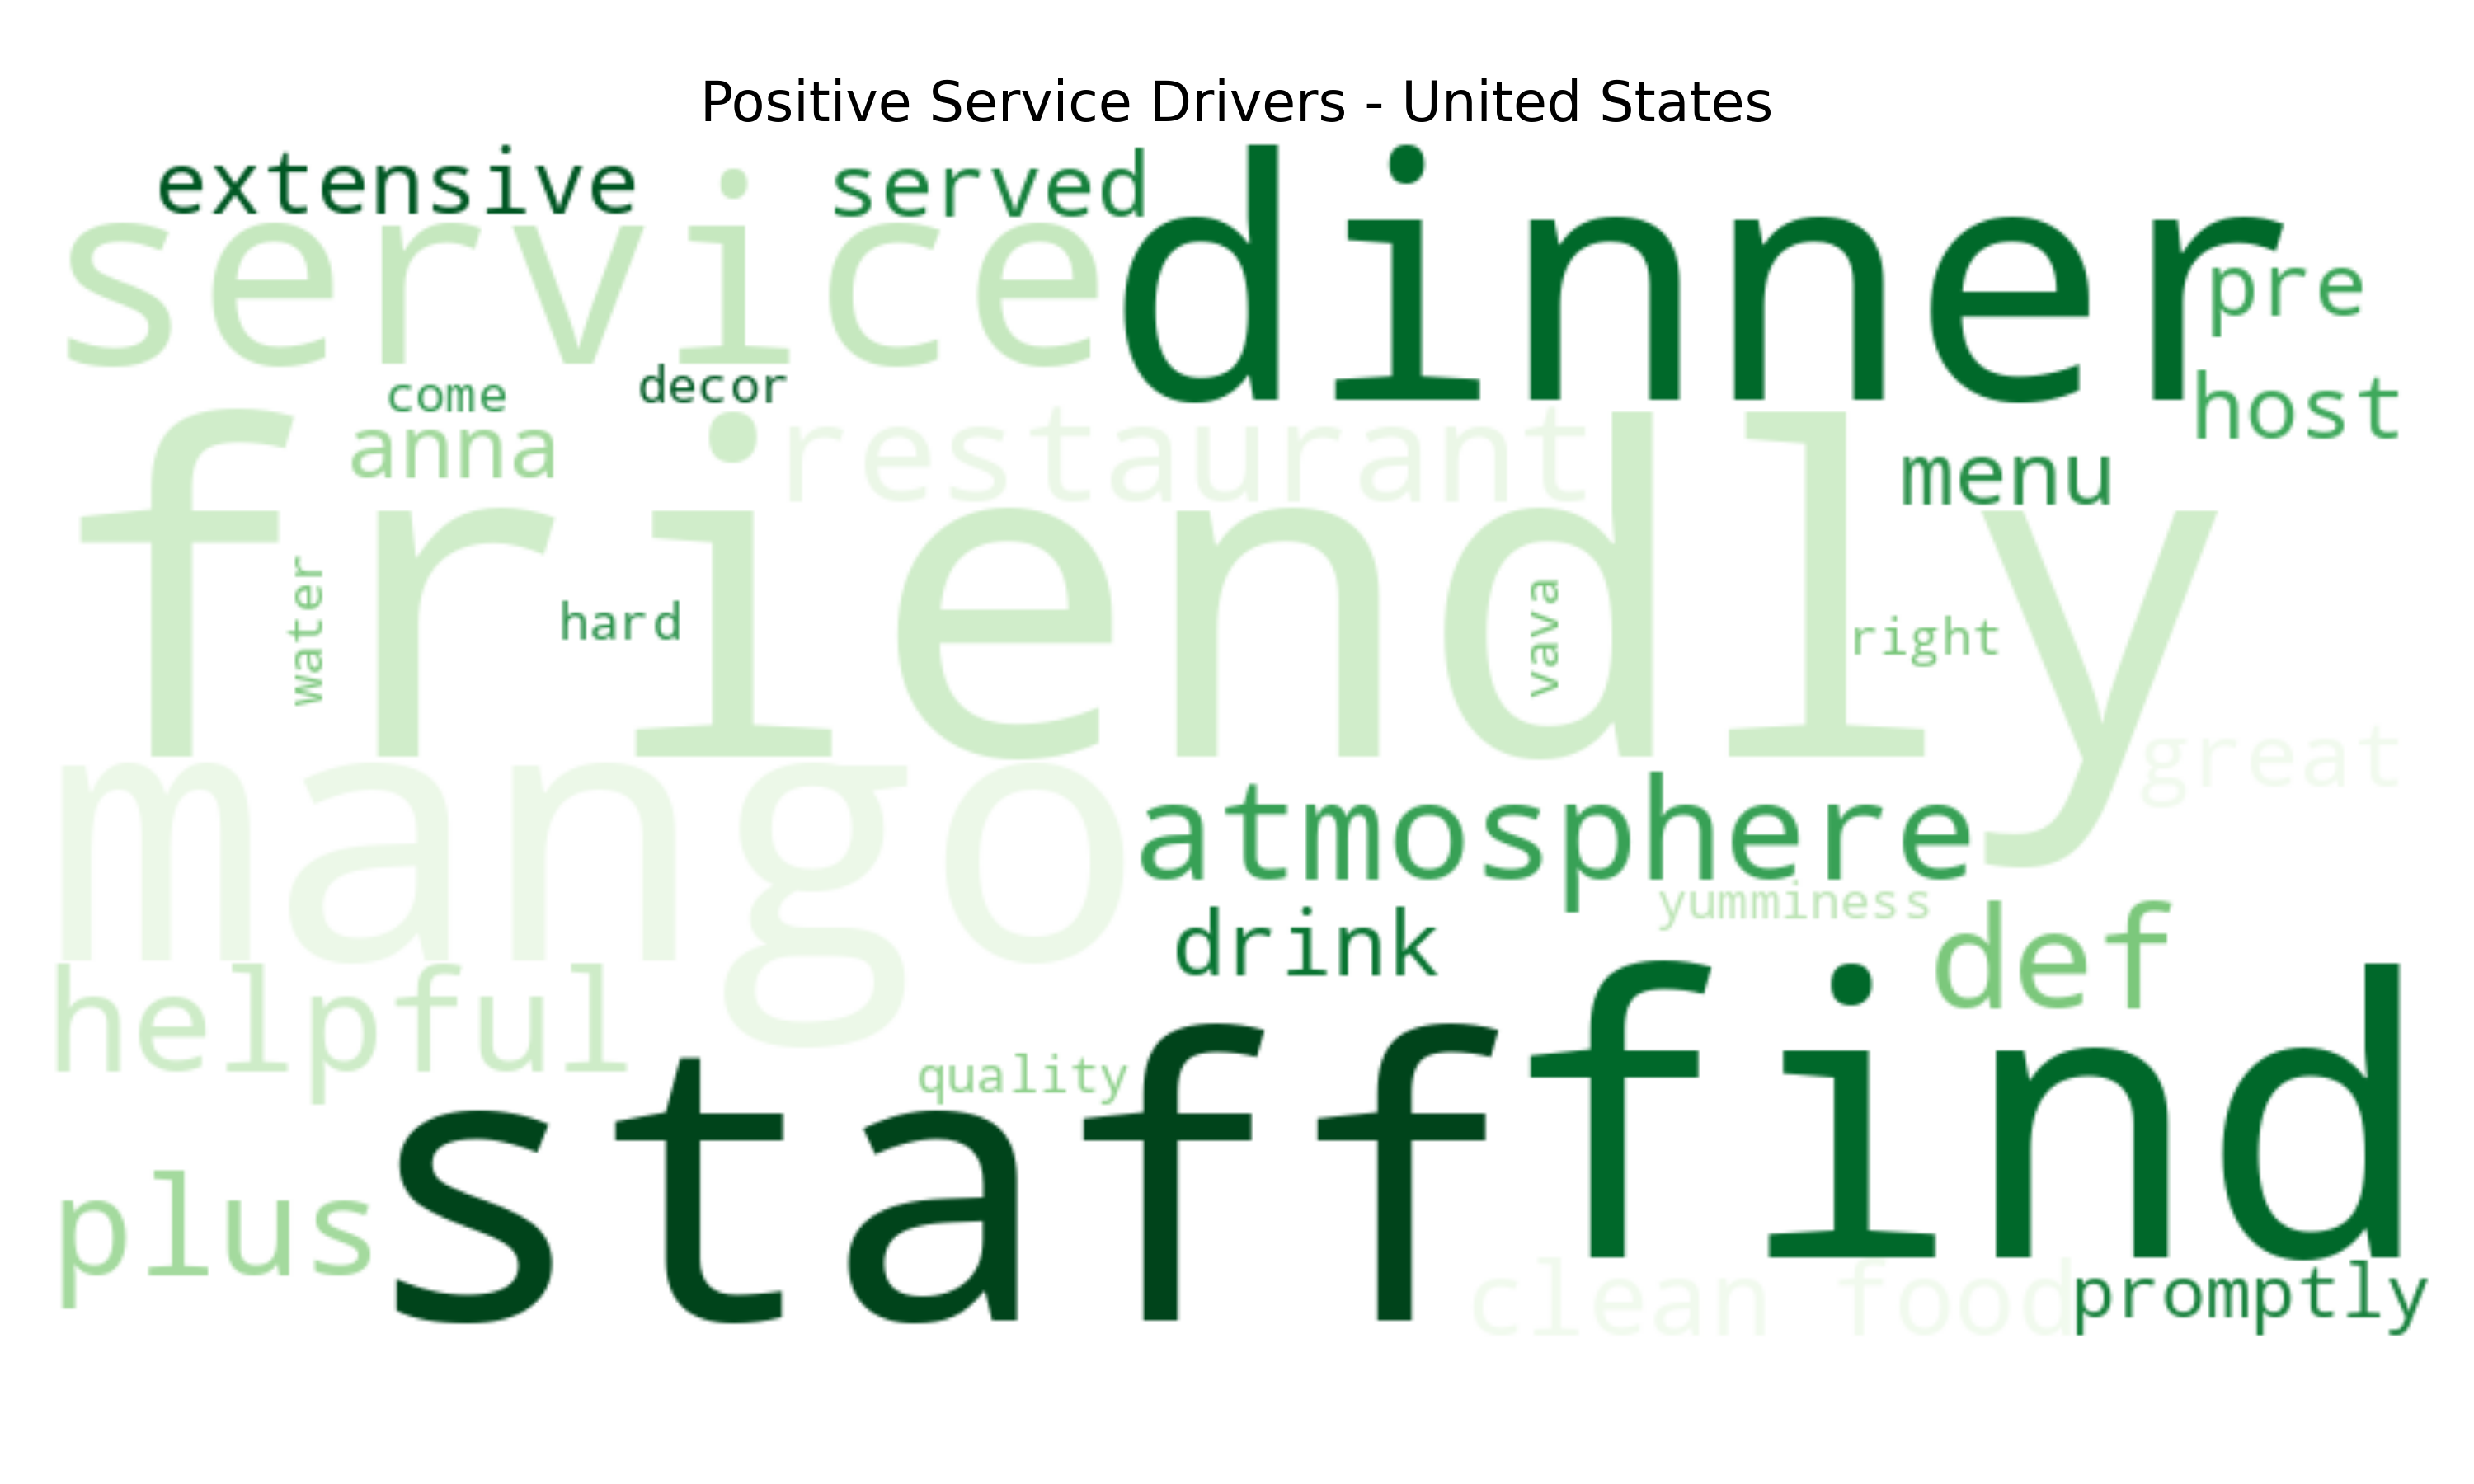 Positive Service Drivers - United States
extensive
served
service
dinner
pre
come
decor
host
anna
restaurant
menu
friendly
water
hard
vava
right
great
mango
atmosphere
yumminess
drink
def
helpful
find
quality
staff
plus
clean food
promptly